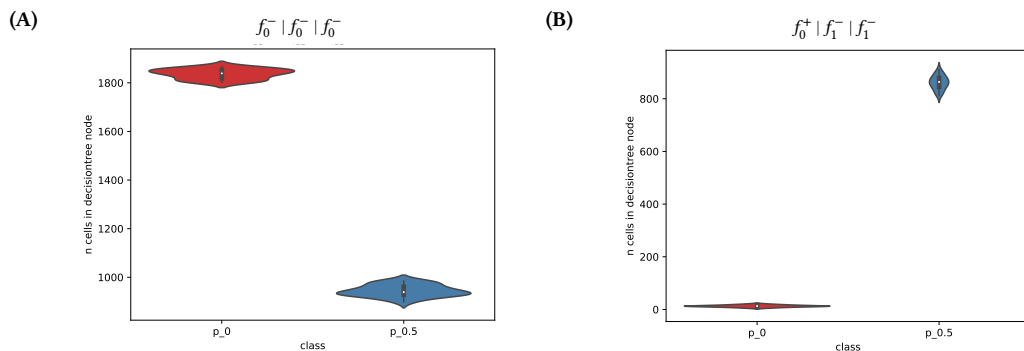 (A)
f₀⁻ | f₀⁻ | f₀⁻
n cells in decisiontree node
1800
1600
1400
1200
1000
p_0
p_0.5
class
(B)
f₀⁺ | f₁⁻ | f₁⁻
n cells in decisiontree node
800
600
400
200
0
p_0
p_0.5
class